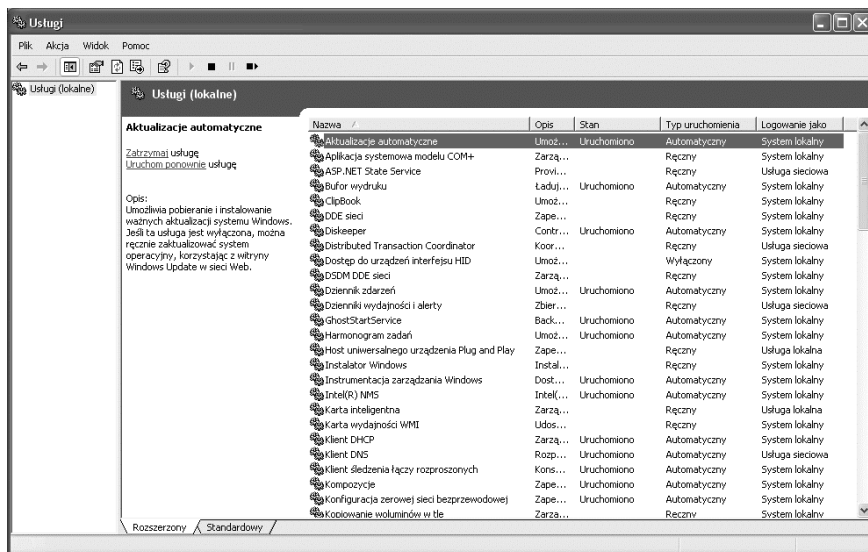 Usługi
Plik Akcja Widok Pomoc
Usługi (lokalne)
Usługi (lokalne)
Aktualizacje automatyczne
Zatrzymaj usługę
Uruchom ponownie usługę
Opis:
Umożliwia pobieranie i instalowanie
ważnych aktualizacji systemu Windows.
Jeśli ta usługa jest wyłączona, można
ręcznie zaktualizować system
operacyjny, korzystając z witryny
Windows Update w sieci Web.
Nazwa Opis Stan Typ uruchomienia Logowanie jako
Aktualizacje automatyczne Umoż... Uruchomiono Automatyczny System lokalny
Aplikacja systemowa modelu COM+ Zarzą... Ręczny System lokalny
ASP.NET State Service Provi... Ręczny Usługa sieciowa
Bufor wydruku Ładuj... Uruchomiono Automatyczny System lokalny
ClipBook Umoż... Ręczny System lokalny
DDE sieci Zape... Ręczny System lokalny
Diskeeper Contr... Uruchomiono Automatyczny System lokalny
Distributed Transaction Coordinator Koor... Ręczny Usługa sieciowa
Dostęp do urządzeń interfejsu HID Umoż... Wyłączony System lokalny
DSDM DDE sieci Zarzą... Ręczny System lokalny
Dziennik zdarzeń Umoż... Uruchomiono Automatyczny System lokalny
Dzienniki wydajności i alerty Zbier... Ręczny Usługa sieciowa
GhostStartService Back... Uruchomiono Automatyczny System lokalny
Harmonogram zadań Umoż... Uruchomiono Automatyczny System lokalny
Host uniwersalnego urządzenia Plug and Play Zape... Ręczny Usługa lokalna
Instalator Windows Instal... Ręczny System lokalny
Instrumentacja zarządzania Windows Dost... Uruchomiono Automatyczny System lokalny
Intel(R) NMS Intel(... Uruchomiono Automatyczny System lokalny
Karta inteligentna Zarzą... Ręczny Usługa lokalna
Karta wydajności WMI Udos... Ręczny System lokalny
Klient DHCP Zarzą... Uruchomiono Automatyczny System lokalny
Klient DNS Rozp... Uruchomiono Automatyczny Usługa sieciowa
Klient śledzenia łączy rozproszonych Kons... Uruchomiono Automatyczny System lokalny
Kompozycje Zape... Uruchomiono Automatyczny System lokalny
Konfiguracja zerowej sieci bezprzewodowej Zape... Uruchomiono Automatyczny System lokalny
Kopiowanie woluminów w tle Zarza... Ręczny System lokalny
Rozszerzony Standardowy